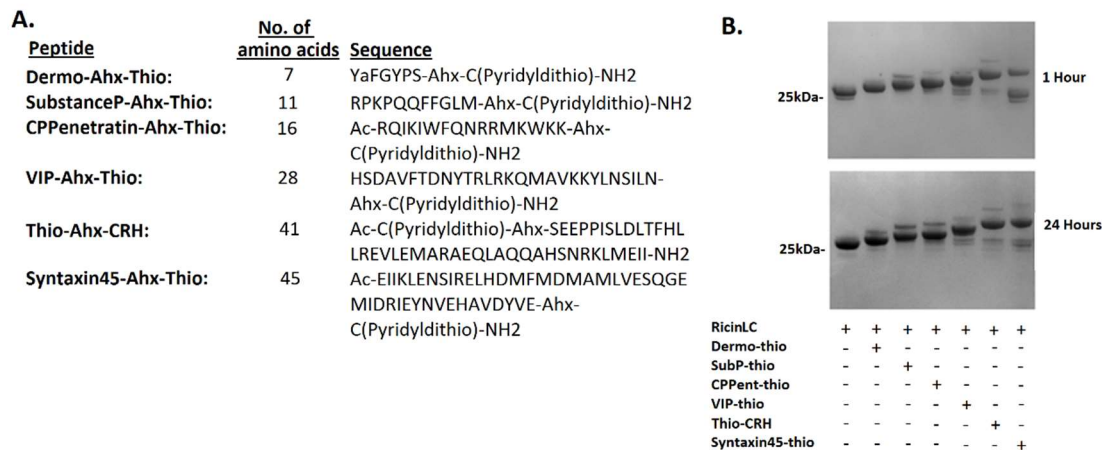 A.
Peptide
No. of
amino acids
Sequence
Dermo-Ahx-Thio:
7
YaFGYPS-Ahx-C(Pyridyldithio)-NH2
SubstanceP-Ahx-Thio:
11
RPKPQQFFGLM-Ahx-C(Pyridyldithio)-NH2
CPPenetratin-Ahx-Thio:
16
Ac-RQIKIWFQNRRMKWKK-Ahx-
C(Pyridyldithio)-NH2
VIP-Ahx-Thio:
28
HSDAVFTDNYTRLRKQMAVKKYLNSILN-
Ahx-C(Pyridyldithio)-NH2
Thio-Ahx-CRH:
41
Ac-C(Pyridyldithio)-Ahx-SEEPPISLDLTFHL
LREVLEMARAEQLAQQAHSNRKLMEII-NH2
Syntaxin45-Ahx-Thio:
45
Ac-EIIKLENSIRELHDMFMDMAMLVESQGE
MIDRIEYNVEHAVDYVE-Ahx-
C(Pyridyldithio)-NH2
B.
25kDa-
1 Hour
25kDa-
24 Hours
RicinLC + + + + + + +
Dermo-thio - + - - - - -
SubP-thio - - + - - - -
CPPent-thio - - - + - - -
VIP-thio - - - - + - -
Thio-CRH - - - - - + -
Syntaxin45-thio - - - - - - +